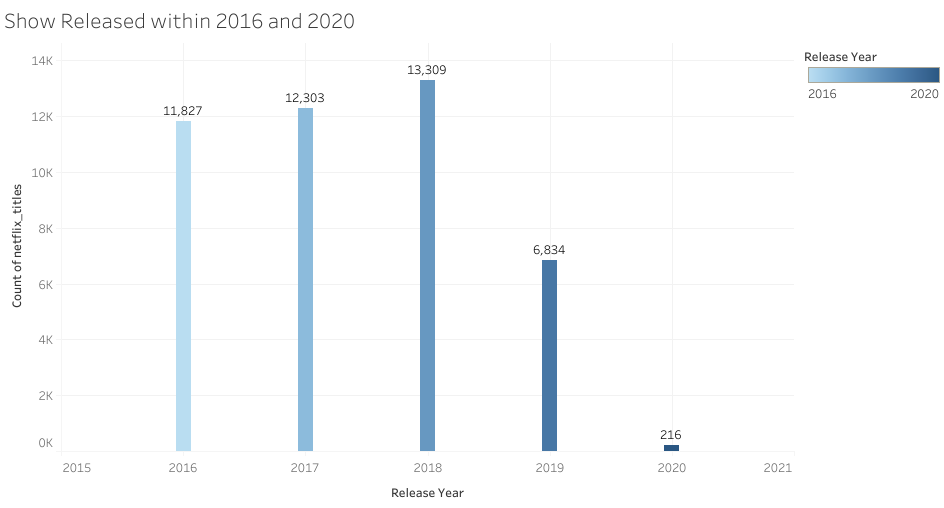 Show Released within 2016 and 2020
Release Year
2016 2020
Count of netflix_titles
14K
12K
10K
8K
6K
4K
2K
0K
11,827
12,303
13,309
6,834
216
2015 2016 2017 2018 2019 2020 2021
Release Year